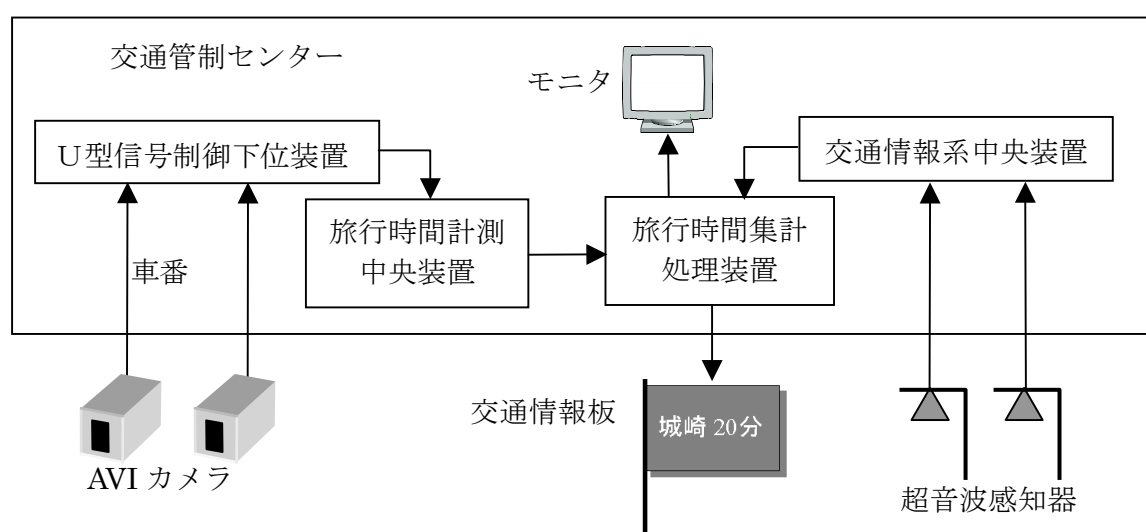 交通管制センター
モニタ
U型信号制御下位装置
交通情報系中央装置
旅行時間計測
中央装置
旅行時間集計
処理装置
車番
交通情報板
城崎 20分
AVI カメラ
超音波感知器